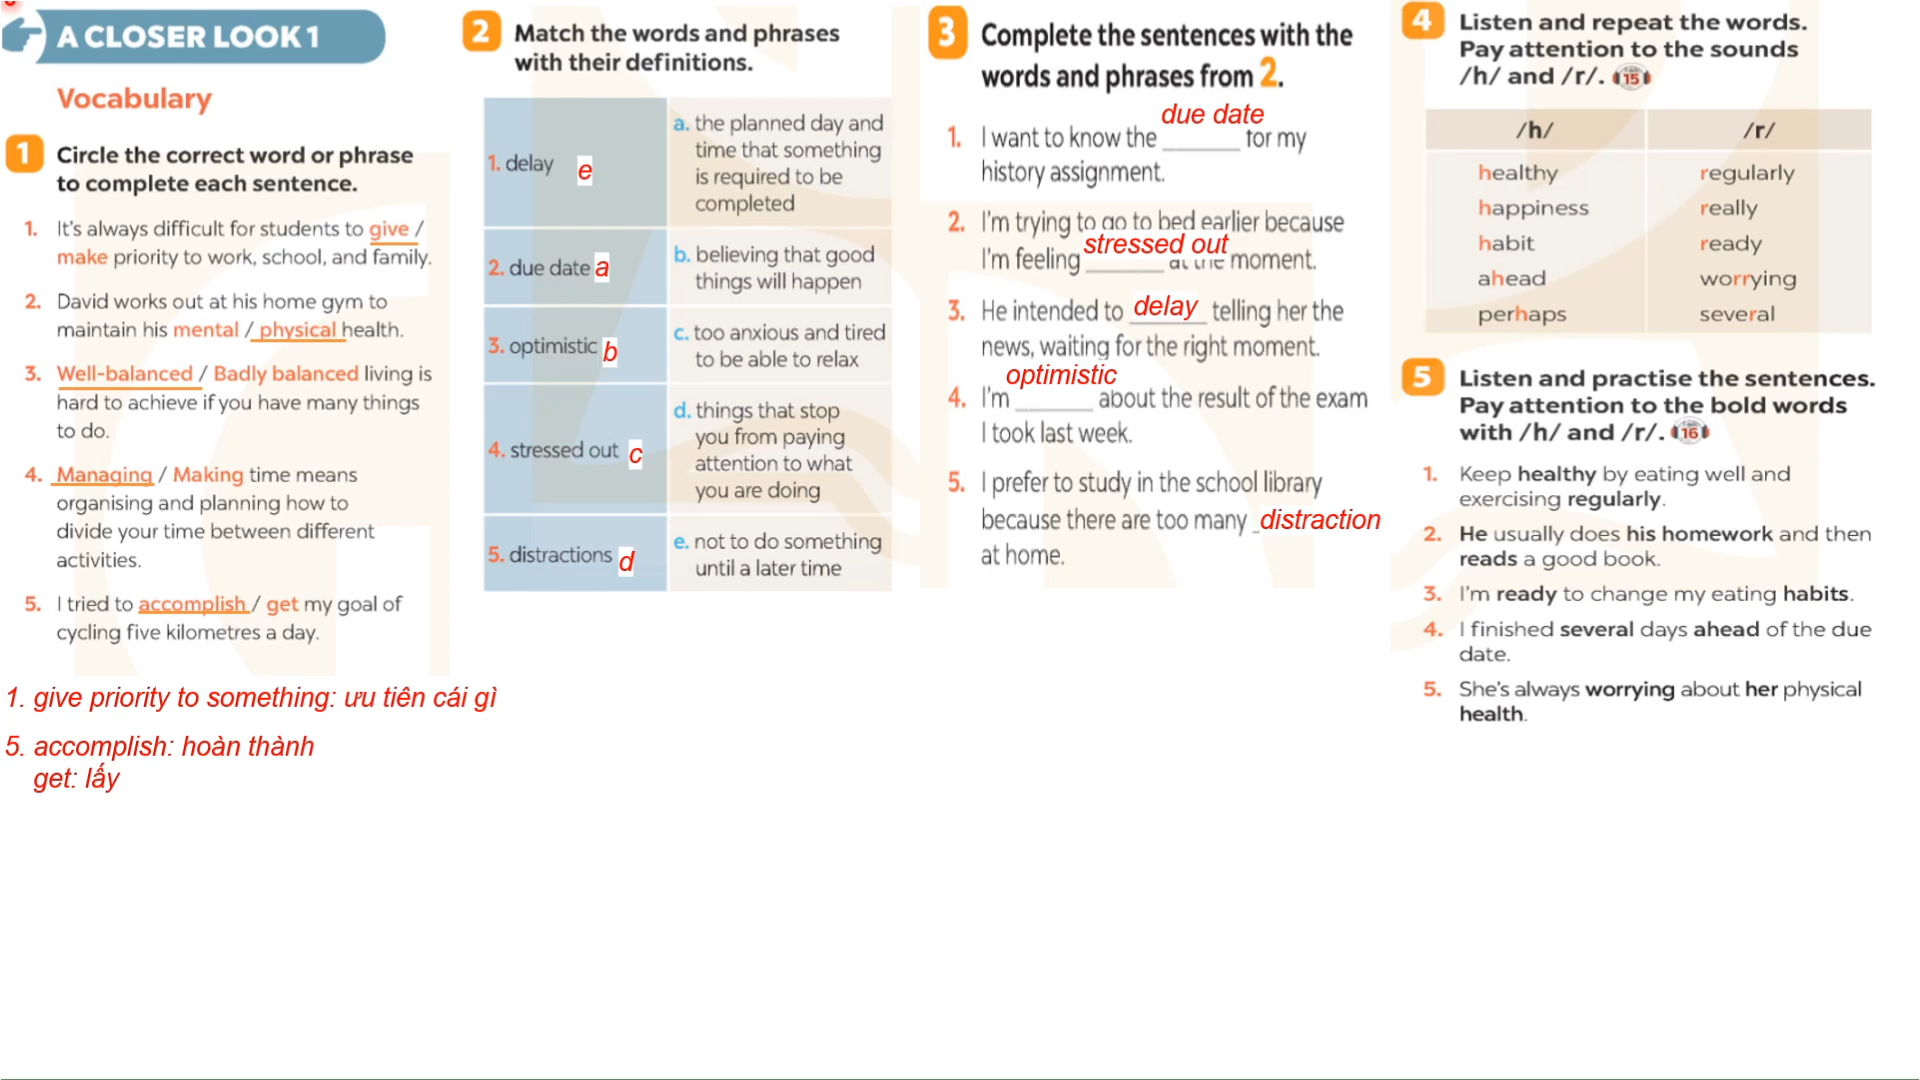 A CLOSER LOOK 1
Vocabulary
1 Circle the correct word or phrase
to complete each sentence.
1. It's always difficult for students to give /
make priority to work, school, and family.
2. David works out at his home gym to
maintain his mental / physical health.
3. Well-balanced / Badly balanced living is
hard to achieve if you have many things
to do.
4. Managing / Making time means
organising and planning how to
divide your time between different
activities.
5. I tried to accomplish / get my goal of
cycling five kilometres a day.
1. give priority to something: ưu tiên cái gì
5. accomplish: hoàn thành
get: lấy
2 Match the words and phrases
with their definitions.
1. delay e
a. the planned day and
time that something
is required to be
completed
2. due date a
b. believing that good
things will happen
3. optimistic b
c. too anxious and tired
to be able to relax
4. stressed out c
d. things that stop
you from paying
attention to what
you are doing
5. distractions d
e. not to do something
until a later time
3 Complete the sentences with the
words and phrases from 2.
due date
1. I want to know the ________ for my
history assignment.
2. I'm trying to go to bed earlier because
stressed out
I'm feeling ________ at the moment.
3. He intended to delay telling her the
news, waiting for the right moment.
optimistic
4. I'm ________ about the result of the exam
I took last week.
5. I prefer to study in the school library
because there are too many _distraction
at home.
4 Listen and repeat the words.
Pay attention to the sounds
/h/ and /r/. 15
/h/ /r/
healthy regularly
happiness really
habit ready
ahead worrying
perhaps several
5 Listen and practise the sentences.
Pay attention to the bold words
with /h/ and /r/. 16
1. Keep healthy by eating well and
exercising regularly.
2. He usually does his homework and then
reads a good book.
3. I'm ready to change my eating habits.
4. I finished several days ahead of the due
date.
5. She's always worrying about her physical
health.